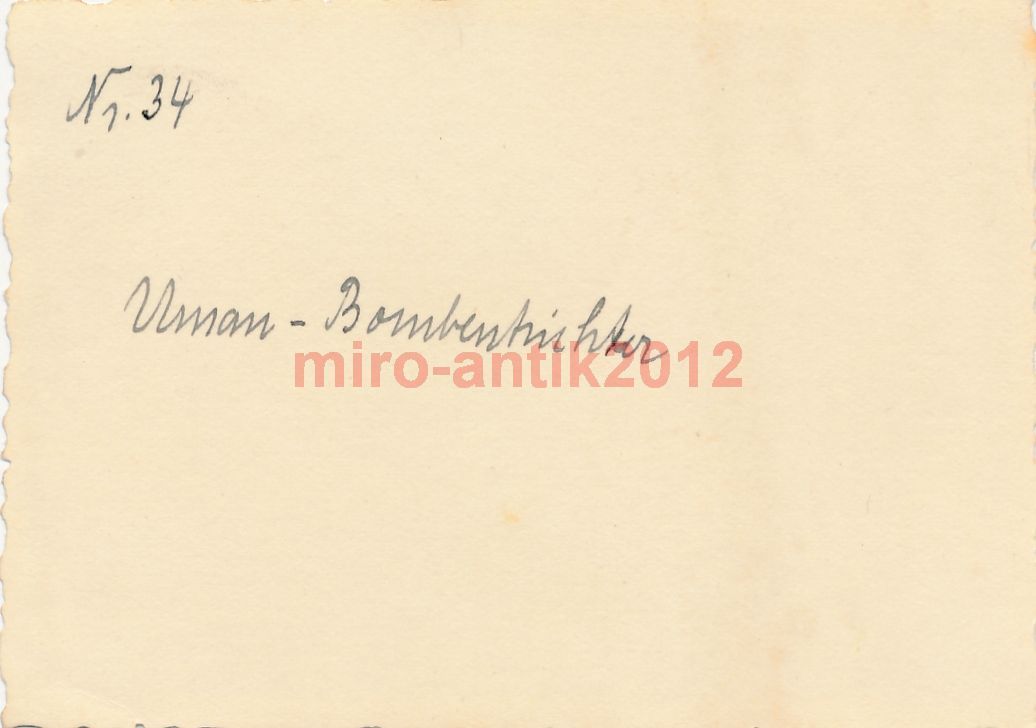 Nr. 34
Uman - Bombentrichter
miro-antik2012